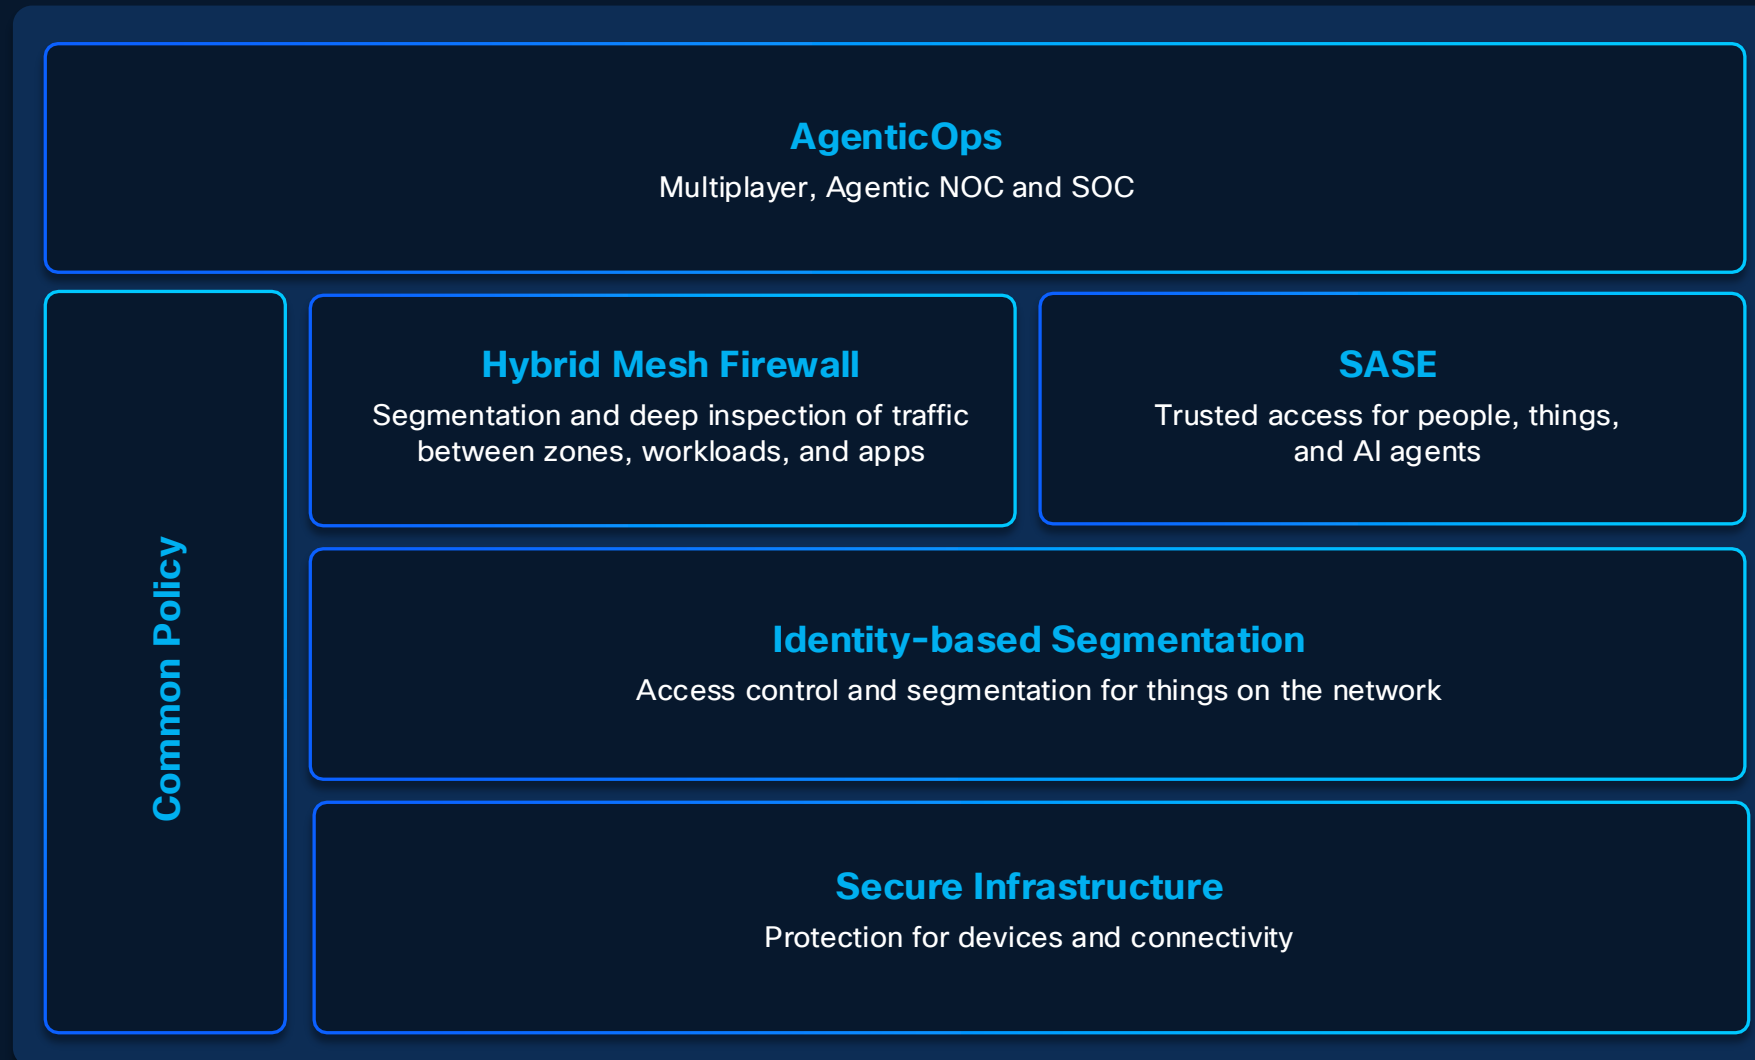 AgenticOps
Multiplayer, Agentic NOC and SOC
Common Policy
Hybrid Mesh Firewall
Segmentation and deep inspection of traffic
between zones, workloads, and apps
SASE
Trusted access for people, things,
and AI agents
Identity-based Segmentation
Access control and segmentation for things on the network
Secure Infrastructure
Protection for devices and connectivity